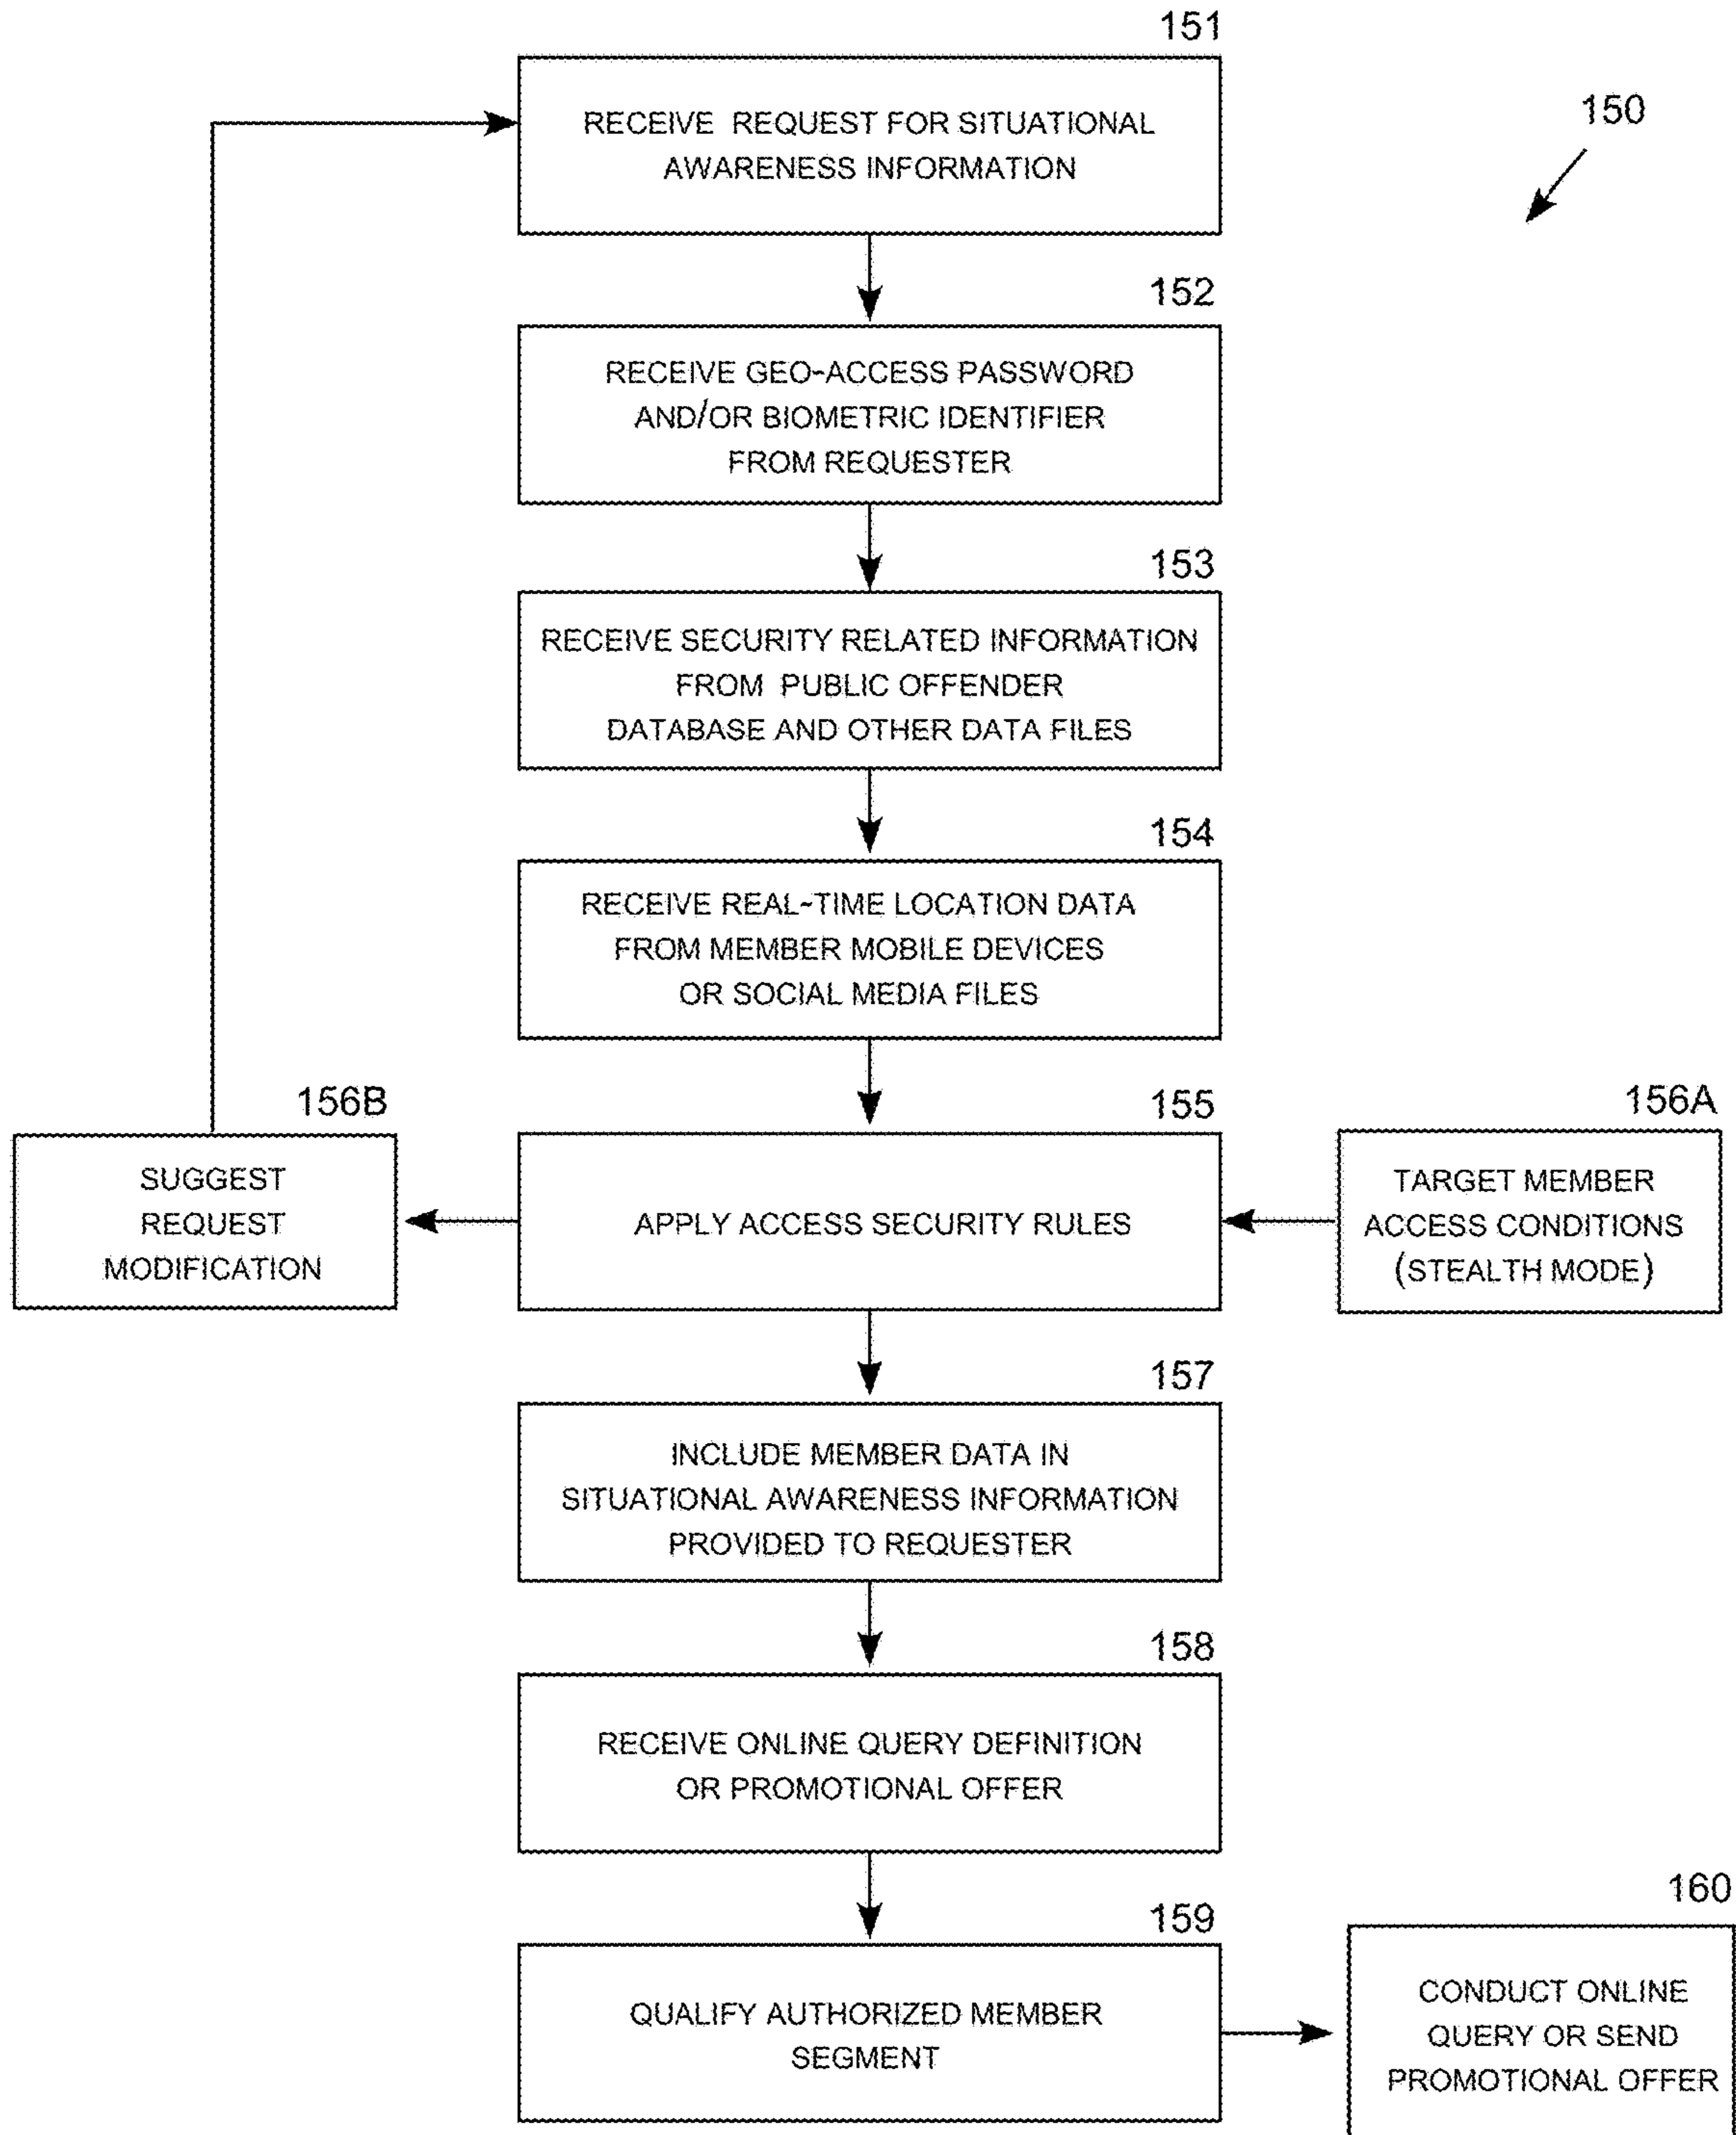 151
RECEIVE REQUEST FOR SITUATIONAL
AWARENESS INFORMATION
150
152
RECEIVE GEO-ACCESS PASSWORD
AND/OR BIOMETRIC IDENTIFIER
FROM REQUESTER
153
RECEIVE SECURITY RELATED INFORMATION
FROM PUBLIC OFFENDER
DATABASE AND OTHER DATA FILES
154
RECEIVE REAL-TIME LOCATION DATA
FROM MEMBER MOBILE DEVICES
OR SOCIAL MEDIA FILES
156B
SUGGEST
REQUEST
MODIFICATION
155
APPLY ACCESS SECURITY RULES
156A
TARGET MEMBER
ACCESS CONDITIONS
(STEALTH MODE)
157
INCLUDE MEMBER DATA IN
SITUATIONAL AWARENESS INFORMATION
PROVIDED TO REQUESTER
158
RECEIVE ONLINE QUERY DEFINITION
OR PROMOTIONAL OFFER
159
QUALIFY AUTHORIZED MEMBER
SEGMENT
160
CONDUCT ONLINE
QUERY OR SEND
PROMOTIONAL OFFER